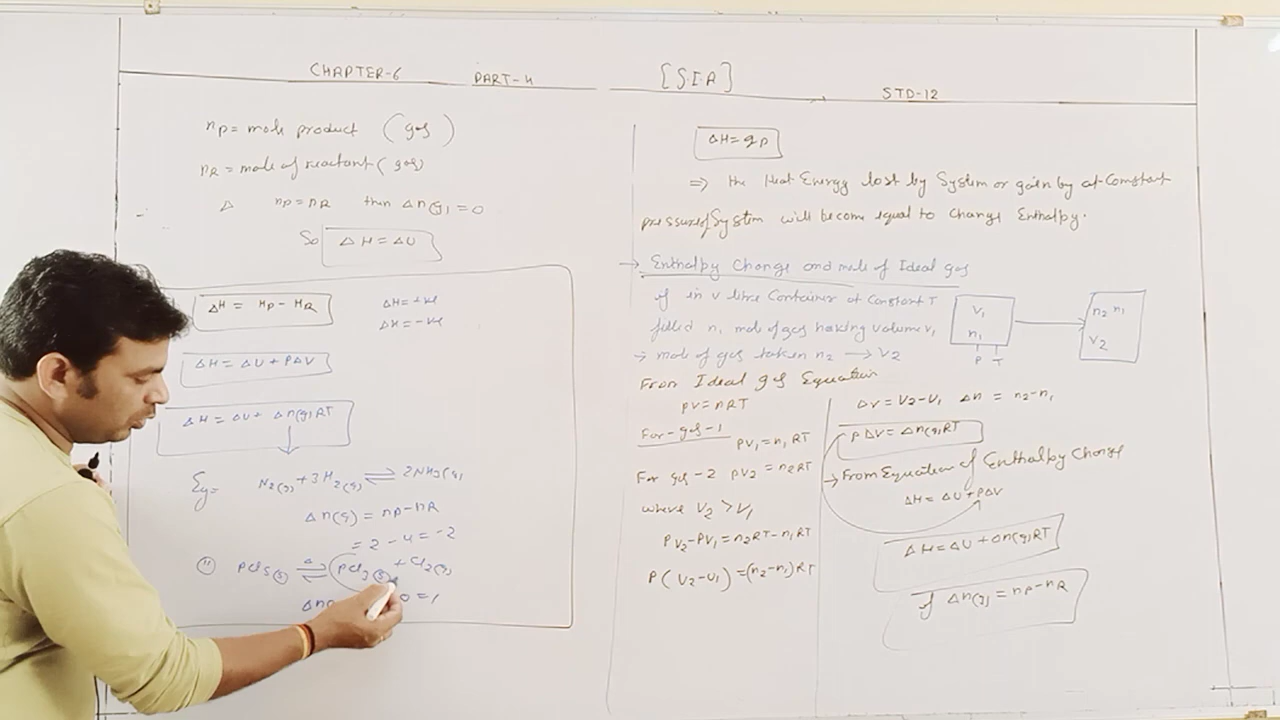 CHAPTER-6 PART-4 [S.I.A] STD-12
nP = mole product (gas)
nR = mole of reactant (gas)
Δ nP = nR then Δn(g) = 0
So ΔH = ΔU
ΔH = HP - HR
ΔH = +ve
ΔH = -ve
ΔH = ΔU + PΔV
ΔH = ΔU + Δn(g)RT
Eg= N2(g) + 3H2(g) ⇌ 2NH3(g)
Δn(g) = nP - nR
= 2 - 4 = -2
(11) PCl5(s) Δ ⇌ PCl3(s) + Cl2(g)
0 = 1
ΔH = qP
⇒ the Heat Energy lost by System or gain by at Constant
pressure of System will become equal to Change Enthalpy.
→ Enthalpy Change and mole of Ideal gas
if in v litre Container at Constant T
filled n1 mole of gas having volume v1
→ mole of gas taken n2 → V2
V1
n1
P T
n2 n1
V2
From Ideal gas Equation
PV = nRT
For-gas-1
PV1 = n1RT
For gas-2 PV2 = n2RT
where V2 > V1
PV2 - PV1 = n2RT - n1RT
P(V2 - V1) = (n2 - n1)RT
ΔV = V2 - V1 Δn = n2 - n1
PΔV = Δn(g)RT
→ From Equation of Enthalpy Change
ΔH = ΔU + PΔV
ΔH = ΔU + Δn(g)RT
if Δn(g) = nP - nR